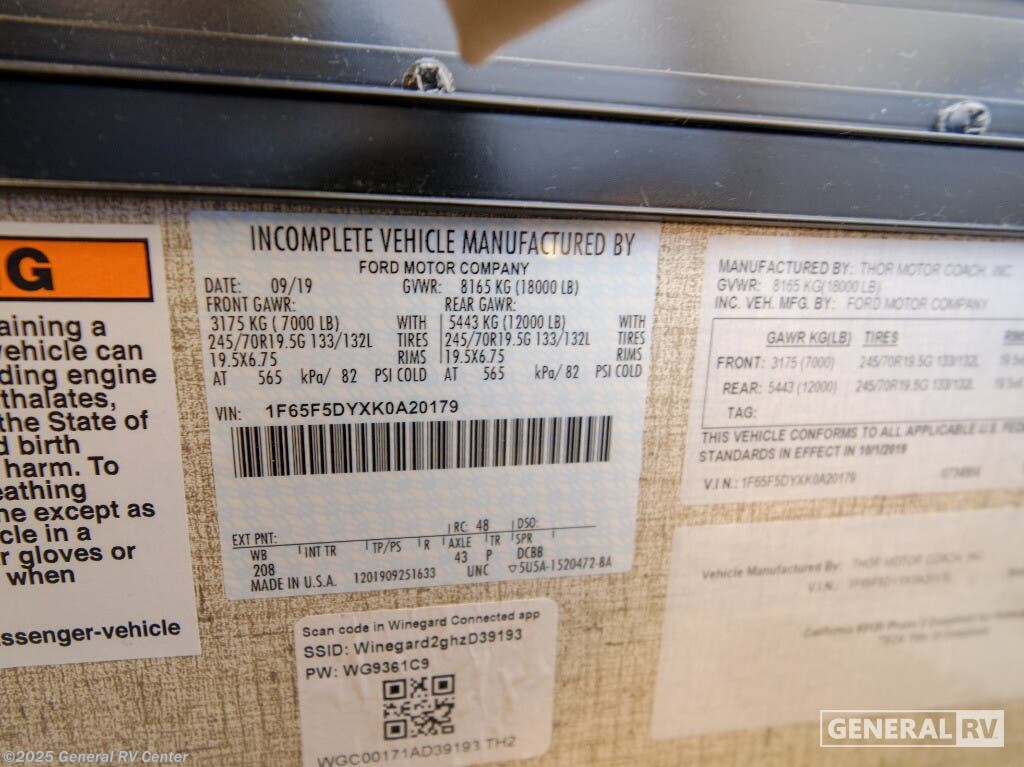 G
aining a
vehicle can
ding engine
thalates,
the State of
d birth
harm. To
eathing
ne except as
cle in a
r gloves or
when
assenger-vehicle
INCOMPLETE VEHICLE MANUFACTURED BY
FORD MOTOR COMPANY
DATE: 09/19 GVWR: 8165 KG (18000 LB)
FRONT GAWR: REAR GAWR:
3175 KG ( 7000 LB) WITH 5443 KG (12000 LB) WITH
245/70R19.5G 133/132L TIRES 245/70R19.5G 133/132L TIRES
19.5X6.75 RIMS 19.5X6.75 RIMS
AT 565 kPa/ 82 PSI COLD AT 565 kPa/ 82 PSI COLD
VIN: 1F65F5DYXK0A20179
EXT PNT: RC: 48 DSO:
WB INT TR TP/PS R AXLE TR SPR
208 43 P DCBB
MADE IN U.S.A. 1201909251633 UNC ▽5U5A-1520472-BA
Scan code in Winegard Connected app
SSID: Winegard2ghzD39193
PW: WG9361C9
WGC00171AD39193 TH2
MANUFACTURED BY: THOR MOTOR COACH, INC.
GVWR: 8165 KG(18000 LB)
INC. VEH. MFG. BY: FORD MOTOR COMPANY
GAWR KG(LB) TIRES
FRONT: 3175 (7000) 245/70R19.5G 133/132L
REAR: 5443 (12000) 245/70R19.5G 133/132L
TAG:
THIS VEHICLE CONFORMS TO ALL APPLICABLE U.S.
STANDARDS IN EFFECT IN 10/1/2019
V.I.N.: 1F65F5DYXK0A20179
Vehicle Manufactured By: THOR MOTOR COACH, INC.
V.I.N.:
GENERAL RV
©2025 General RV Center